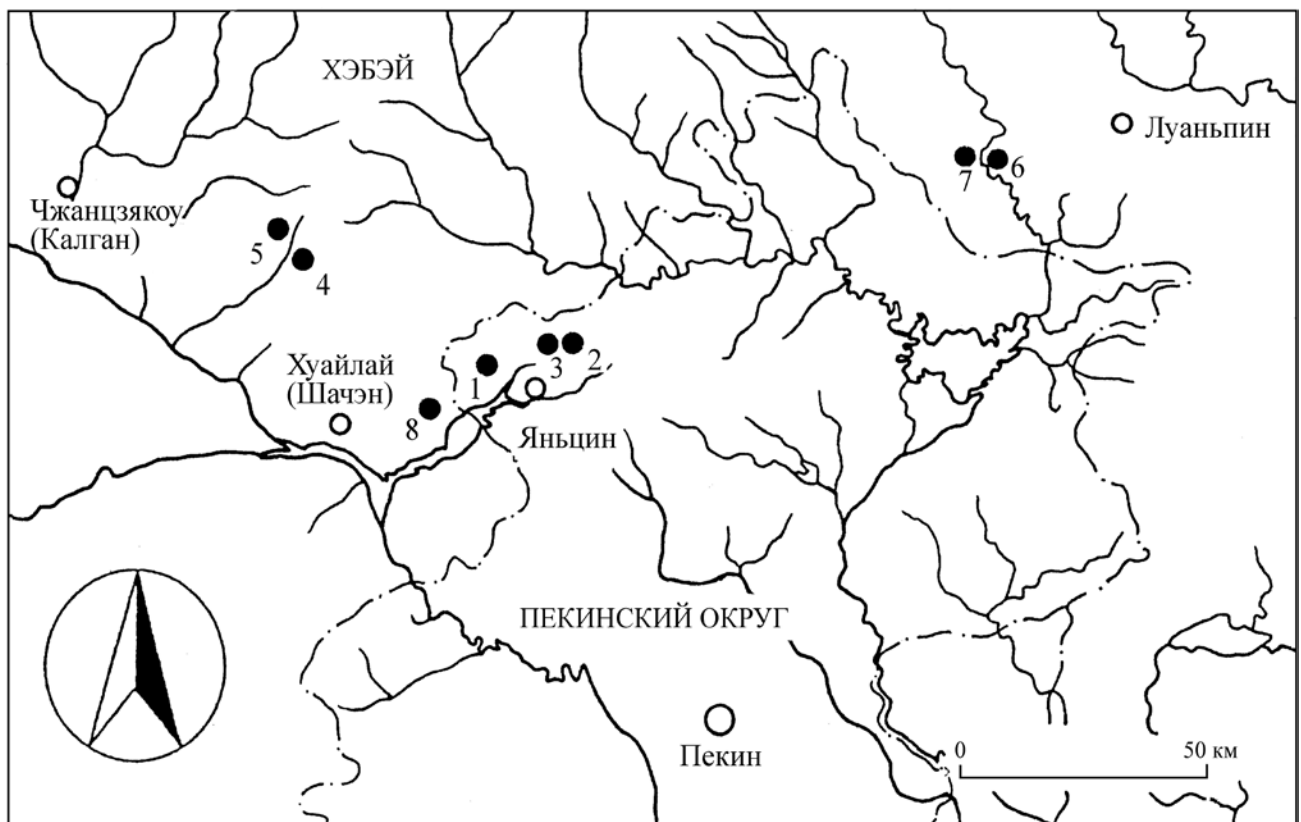 ХЭБЭЙ
Луаньпин
7
6
Чжанцзякоу
(Калган)
5
4
Хуайлай
(Шачэн)
1
3
2
8
Яньцин
ПЕКИНСКИЙ ОКРУГ
Пекин
0
50 км